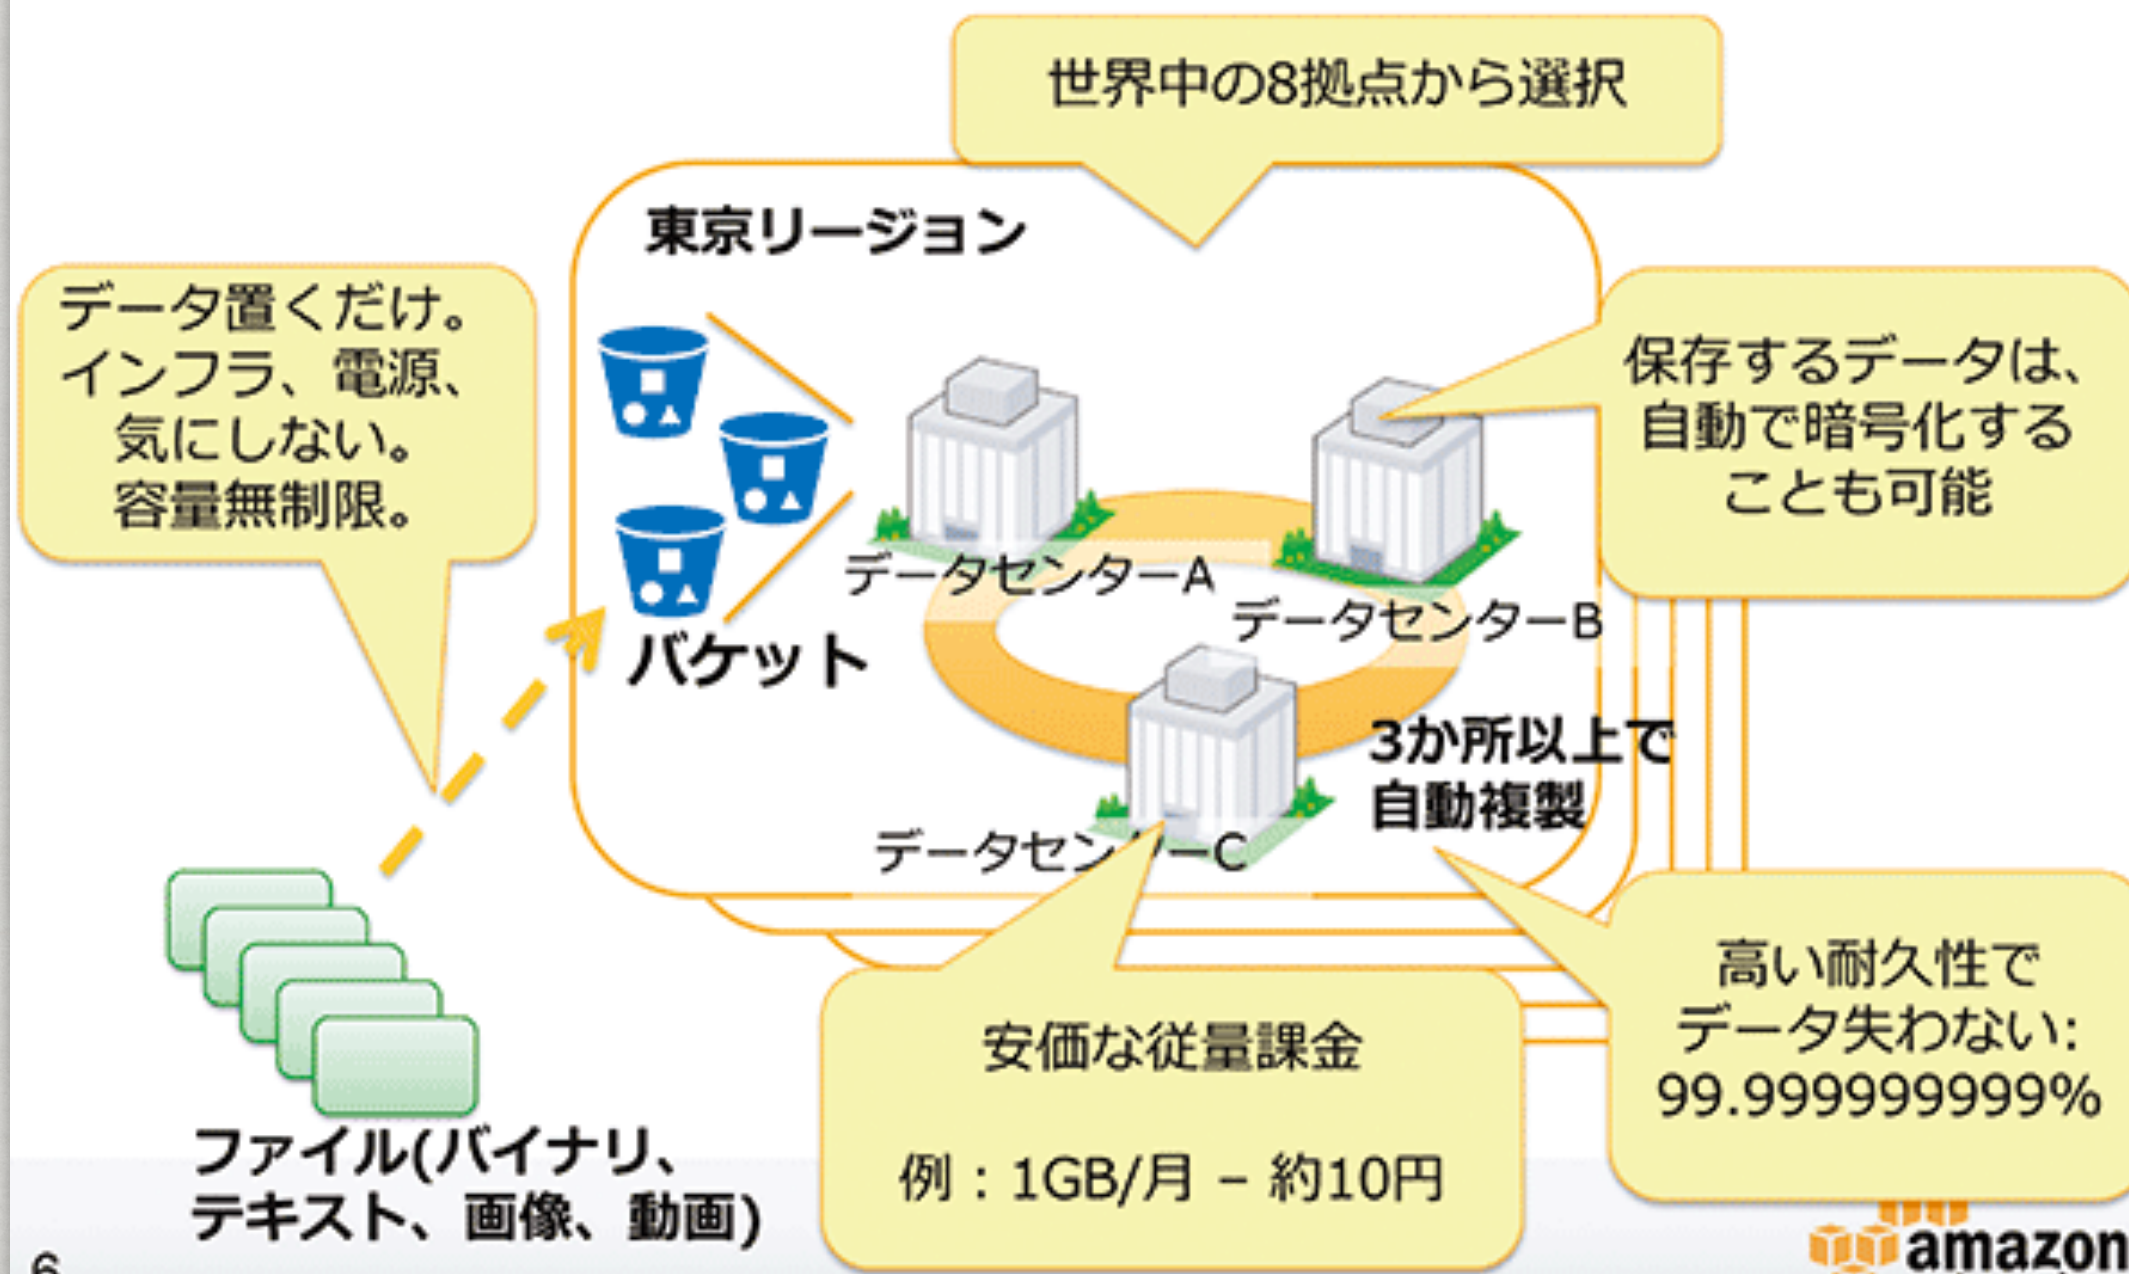 世界中の8拠点から選択
東京リージョン
データ置くだけ。
インフラ、電源、
気にしない。
容量無制限。
保存するデータは、
自動で暗号化する
ことも可能
データセンターA
データセンターB
バケット
3か所以上で
自動複製
データセンターC
高い耐久性で
データ失わない:
99.999999999%
安価な従量課金
例：1GB/月 – 約10円
ファイル(バイナリ、
テキスト、画像、動画)
6
amazon